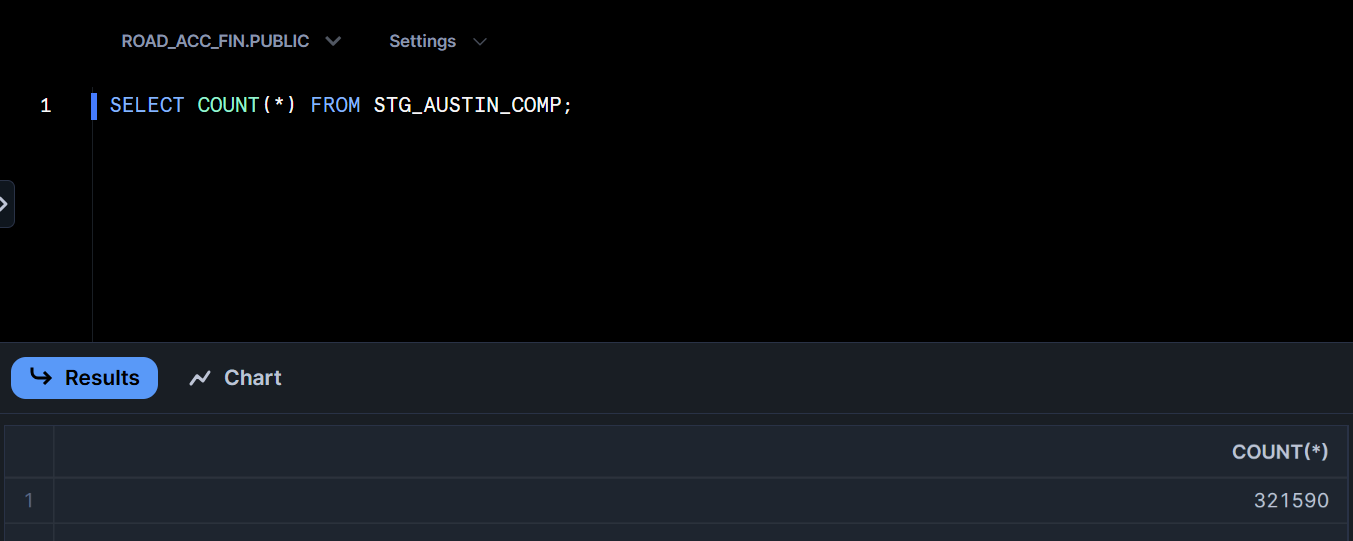 ROAD_ACC_FIN.PUBLIC Settings
1 SELECT COUNT(*) FROM STG_AUSTIN_COMP;
Results Chart
COUNT(*)
1 321590